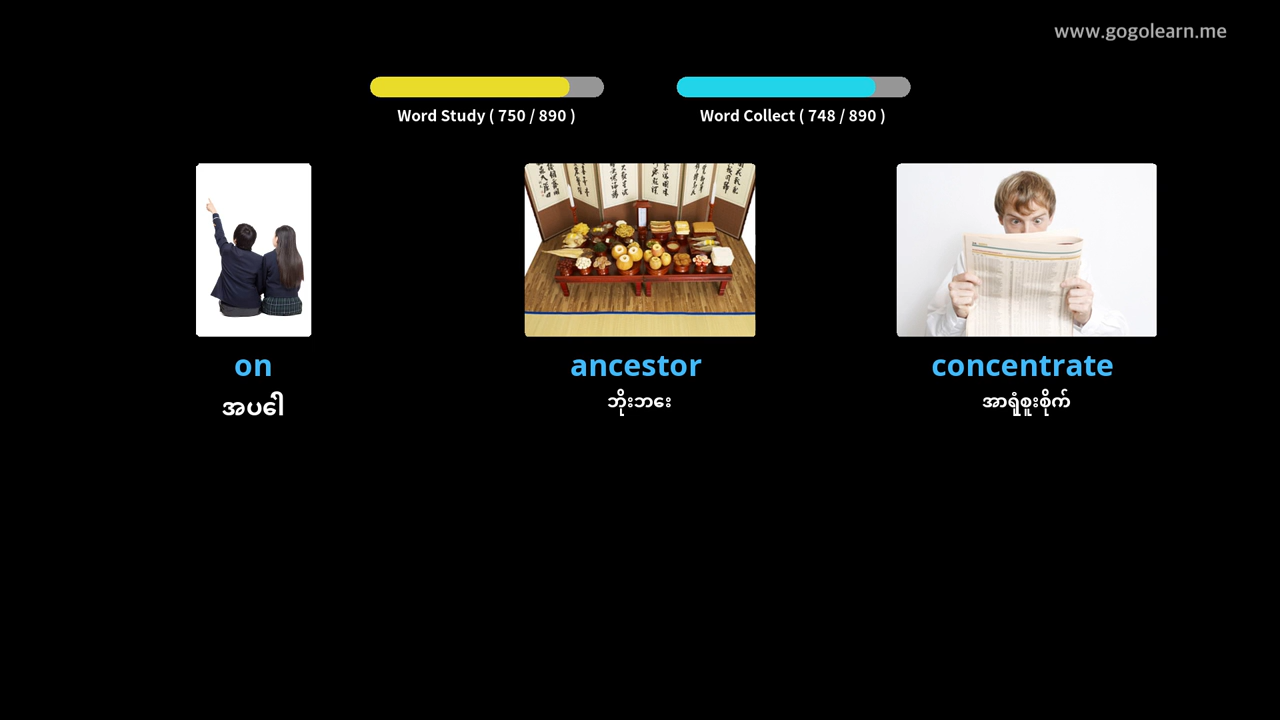 www.gogolearn.me
Word Study ( 750 / 890 )
Word Collect ( 748 / 890 )
on
အပေါ်
ancestor
ဘိုးဘေး
concentrate
အာရုံစူးစိုက်